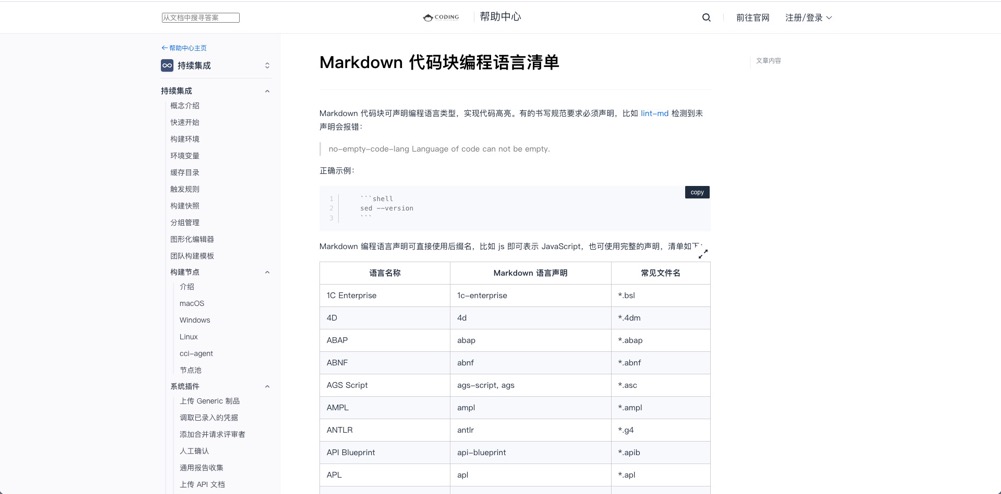 从文档中搜寻答案
CODING
帮助中心
前往官网
注册/登录
← 帮助中心主页
持续集成
持续集成
概念介绍
快速开始
构建环境
环境变量
缓存目录
触发规则
构建快照
分组管理
图形化编辑器
团队构建模板
构建节点
介绍
macOS
Windows
Linux
cci-agent
节点池
系统插件
上传 Generic 制品
调取已录入的凭据
添加合并请求评审者
人工确认
通用报告收集
上传 API 文档
Markdown 代码块编程语言清单
Markdown 代码块可声明编程语言类型，实现代码高亮。有的书写规范要求必须声明，比如 lint-md 检测到未
声明会报错：
no-empty-code-lang Language of code can not be empty.
正确示例：
copy
1 ```shell
2 sed --version
3 ```
Markdown 编程语言声明可直接使用后缀名，比如 js 即可表示 JavaScript，也可使用完整的声明，清单如下：
语言名称 Markdown 语言声明 常见文件名
1C Enterprise 1c-enterprise *.bsl
4D 4d *.4dm
ABAP abap *.abap
ABNF abnf *.abnf
AGS Script ags-script, ags *.asc
AMPL ampl *.ampl
ANTLR antlr *.g4
API Blueprint api-blueprint *.apib
APL apl *.apl
文章内容